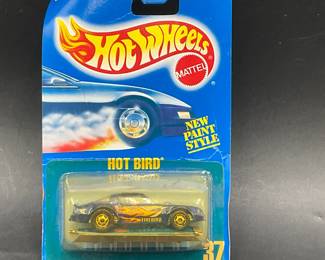 Hot Wheels
MATTEL
NEW
PAINT
STYLE
HOT BIRD
37